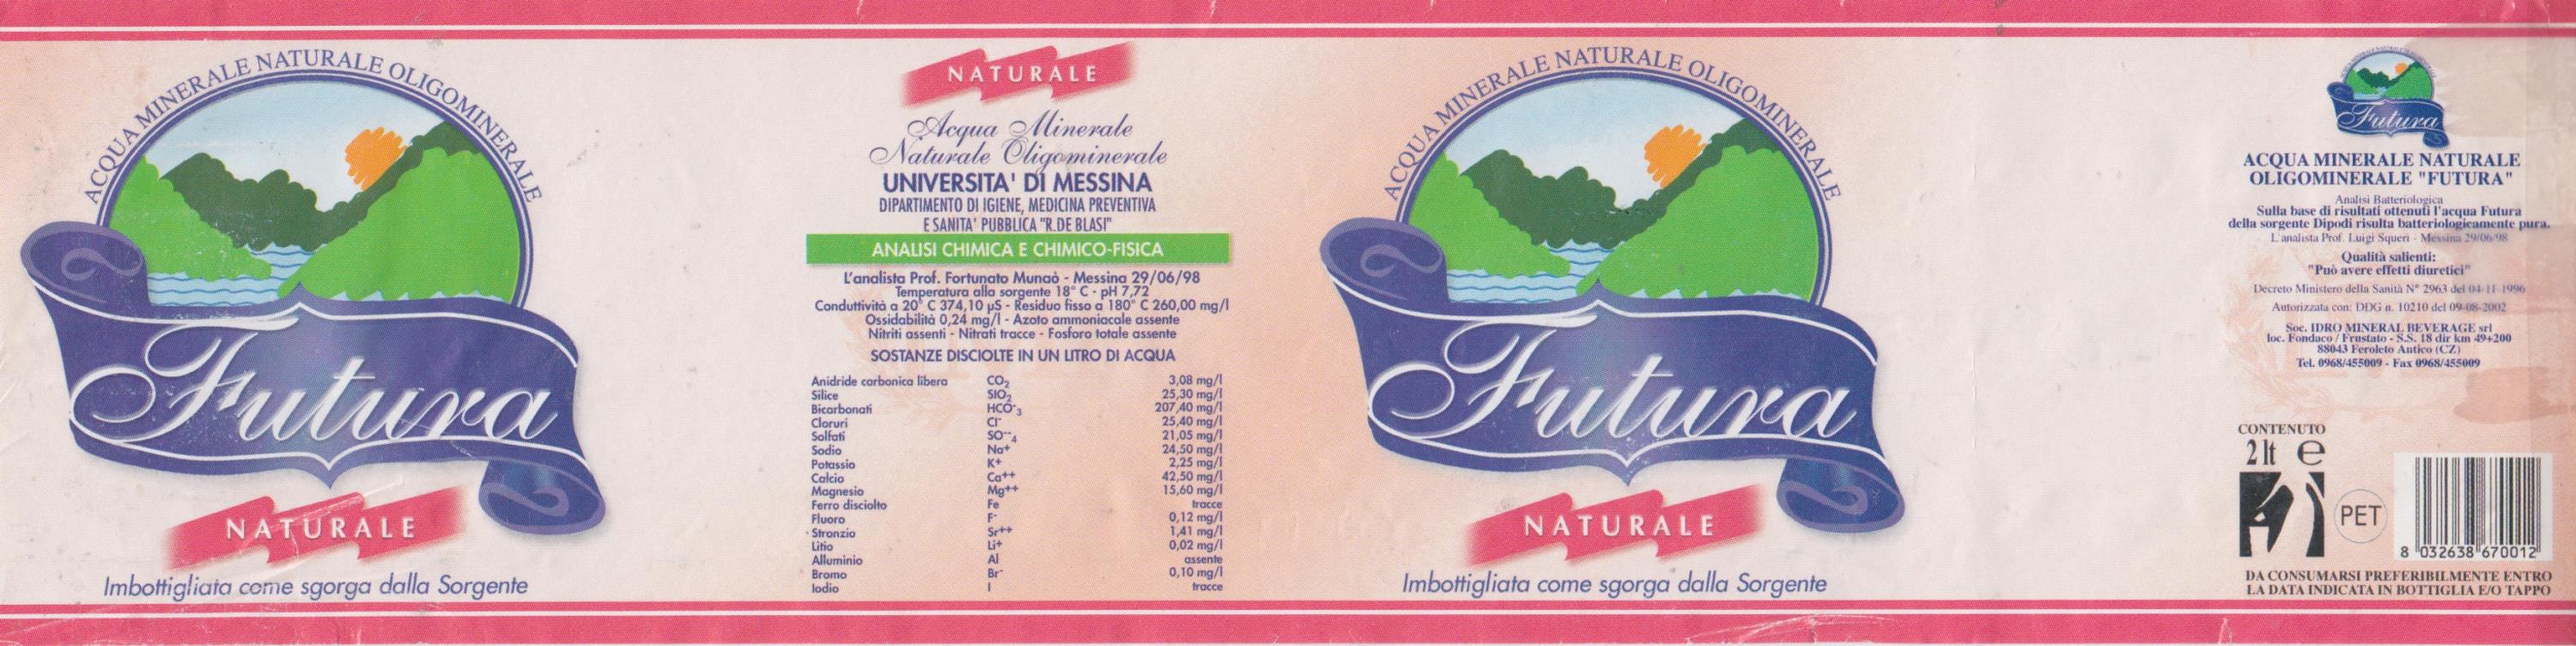 ACQUA MINERALE NATURALE OLIGOMINERALE
Futura
NATURALE
Imbottigliata come sgorga dalla Sorgente
NATURALE
Acqua Minerale
Naturale Oligominerale
UNIVERSITA' DI MESSINA
DIPARTIMENTO DI IGIENE, MEDICINA PREVENTIVA
E SANITA' PUBBLICA "R.DE BLASI"
ANALISI CHIMICA E CHIMICO-FISICA
L'analista Prof. Fortunato Munaò - Messina 29/06/98
Temperatura alla sorgente 18° C - pH 7,72
Conduttività a 20° C 374,10 µS - Residuo fisso a 180° C 260,00 mg/l
Ossidabilità 0,24 mg/l - Azoto ammoniacale assente
Nitriti assenti - Nitrati tracce - Fosforo totale assente
SOSTANZE DISCIOLTE IN UN LITRO DI ACQUA
Anidride carbonica libera CO2 3,08 mg/l
Silice SIO2 25,30 mg/l
Bicarbonati HCO-3 207,40 mg/l
Cloruri Cl- 25,40 mg/l
Solfati SO--4 21,05 mg/l
Sodio Na+ 24,50 mg/l
Potassio K+ 2,25 mg/l
Calcio Ca++ 42,50 mg/l
Magnesio Mg++ 15,60 mg/l
Ferro disciolto Fe tracce
Fluoro F- 0,12 mg/l
Stronzio Sr++ 1,41 mg/l
Litio Li+ 0,02 mg/l
Alluminio Al assente
Bromo Br- 0,10 mg/l
Iodio I tracce
ACQUA MINERALE NATURALE OLIGOMINERALE
Futura
NATURALE
Imbottigliata come sgorga dalla Sorgente
Futura
ACQUA MINERALE NATURALE
OLIGOMINERALE "FUTURA"
Analisi Batteriologica
Sulla base di risultati ottenuti l'acqua Futura
della sorgente Dipodi risulta batteriologicamente pura.
L'analista Prof. Luigi Squeri - Messina 29/06/98
Qualità salienti:
"Può avere effetti diuretici"
Decreto Ministero della Sanità N° 2963 del 04-11-1996
Autorizzata con: DDG n. 10210 del 09-08-2002
Soc. IDRO MINERAL BEVERAGE srl
loc. Fondaco / Frustato - S.S. 18 dir km 49+200
88043 Feroleto Antico (CZ)
Tel. 0968/455009 - Fax 0968/455009
CONTENUTO
2 lt e
PET
8 032638 670012
DA CONSUMARSI PREFERIBILMENTE ENTRO
LA DATA INDICATA IN BOTTIGLIA E/O TAPPO